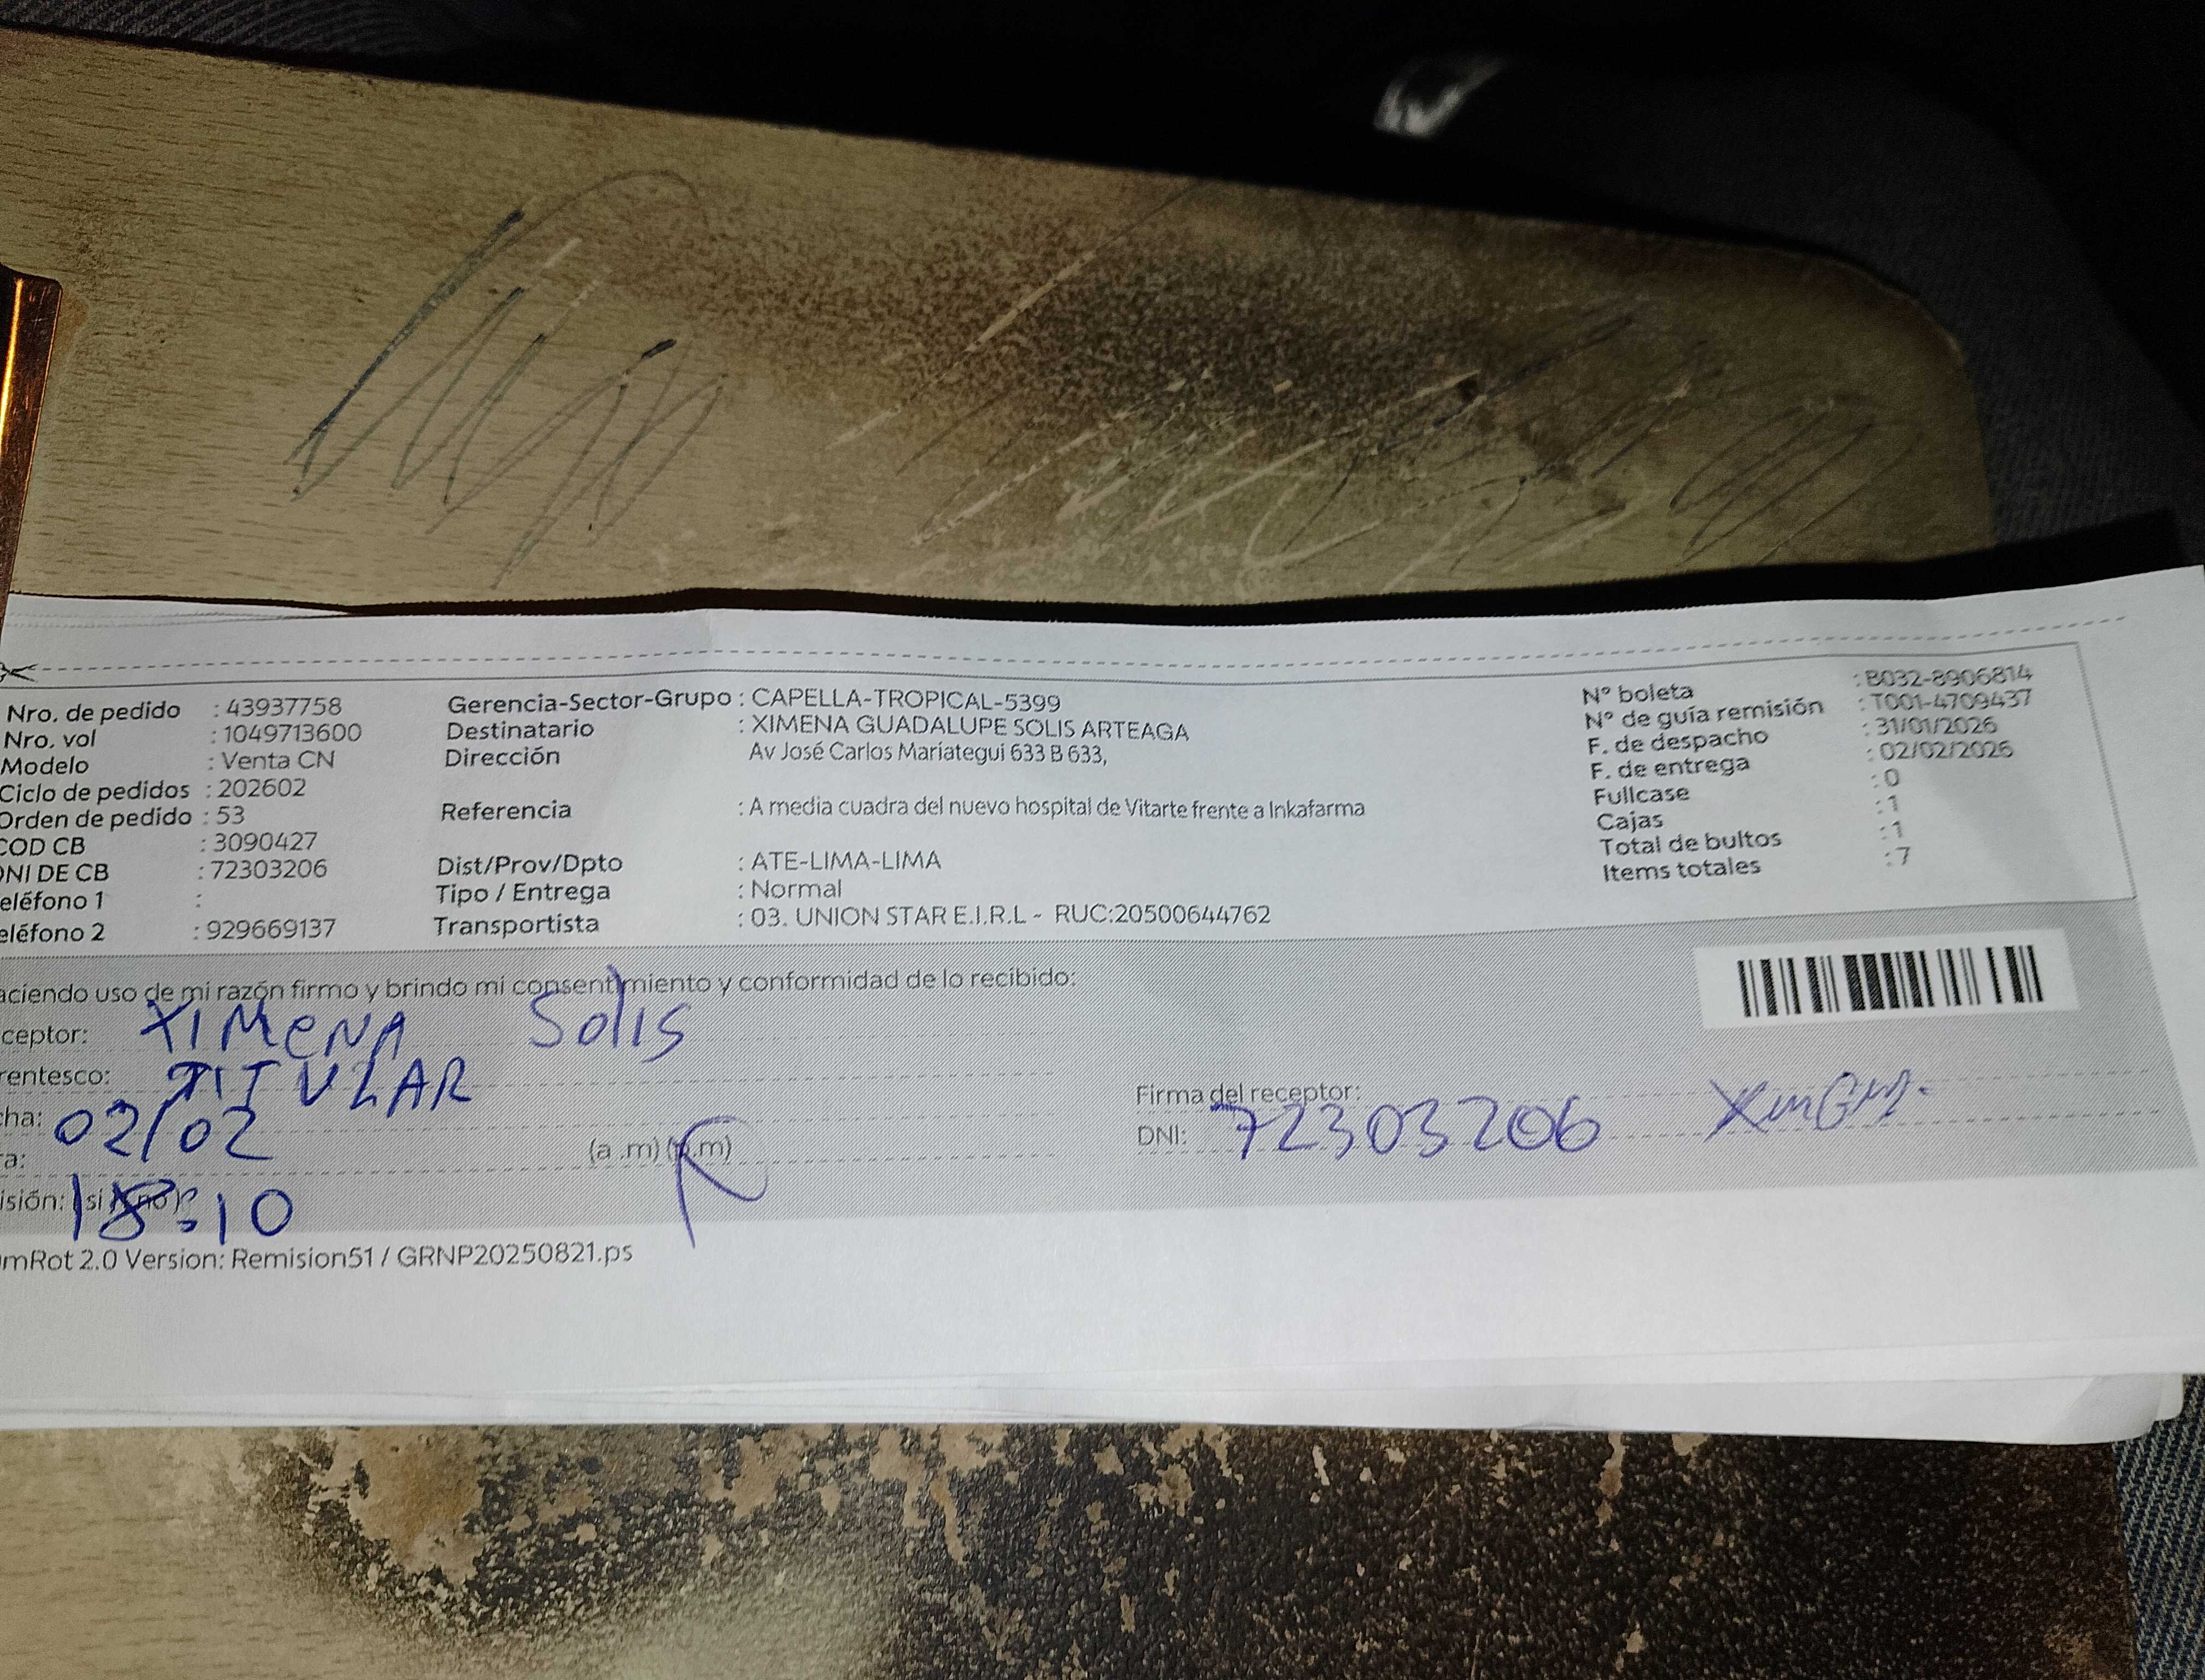 Nro. de pedido : 43937758
Nro. vol : 1049713600
Modelo : Venta CN
Ciclo de pedidos : 202602
Orden de pedido : 53
COD CB : 3090427
DNI DE CB : 72303206
eléfono 1 :
eléfono 2 : 929669137
Gerencia-Sector-Grupo : CAPELLA-TROPICAL-5399
Destinatario : XIMENA GUADALUPE SOLIS ARTEAGA
Dirección Av José Carlos Mariategui 633 B 633,
Referencia : A media cuadra del nuevo hospital de Vitarte frente a Inkafarma
Dist/Prov/Dpto : ATE-LIMA-LIMA
Tipo / Entrega : Normal
Transportista : 03. UNION STAR E.I.R.L - RUC:20500644762
N° boleta : B032-8906814
N° de guía remisión : T001-4709437
F. de despacho : 31/01/2026
F. de entrega : 02/02/2026
Fullcase : 0
Cajas : 1
Total de bultos : 1
Items totales : 7
aciendo uso de mi razón firmo y brindo mi consentimiento y conformidad de lo recibido:
ceptor: XIMENA Solis
rentesco: TITULAR
cha: 02/02
a: (a .m) (p.m)
isión: ( si ) ( no ) 18:10
Firma del receptor:
DNI: 72303206
mRot 2.0 Version: Remision51 / GRNP20250821.ps